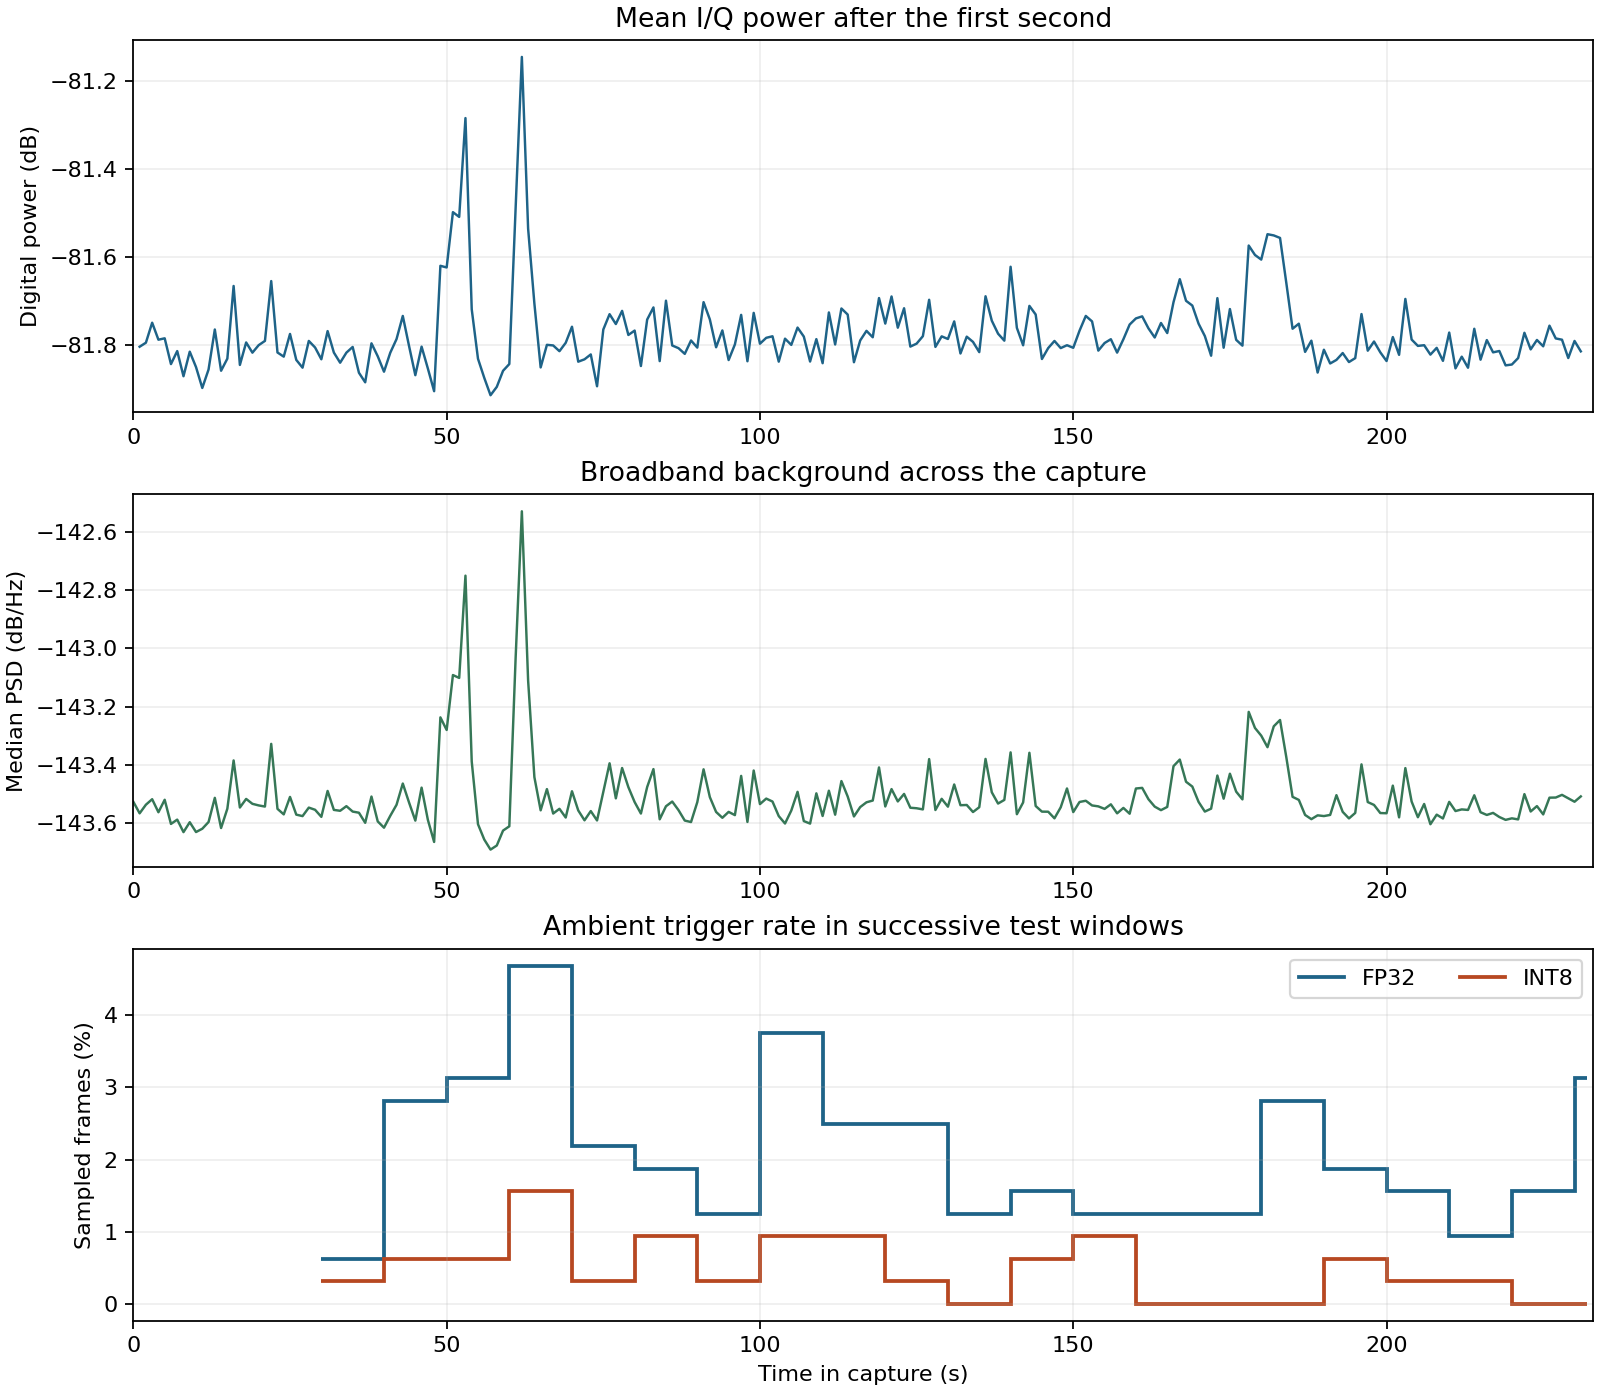 Mean I/Q power after the first second
Digital power (dB)
−81.2
−81.4
−81.6
−81.8
0 50 100 150 200
Broadband background across the capture
Median PSD (dB/Hz)
−142.6
−142.8
−143.0
−143.2
−143.4
−143.6
0 50 100 150 200
Ambient trigger rate in successive test windows
FP32 INT8
Sampled frames (%)
4
3
2
1
0
0 50 100 150 200
Time in capture (s)